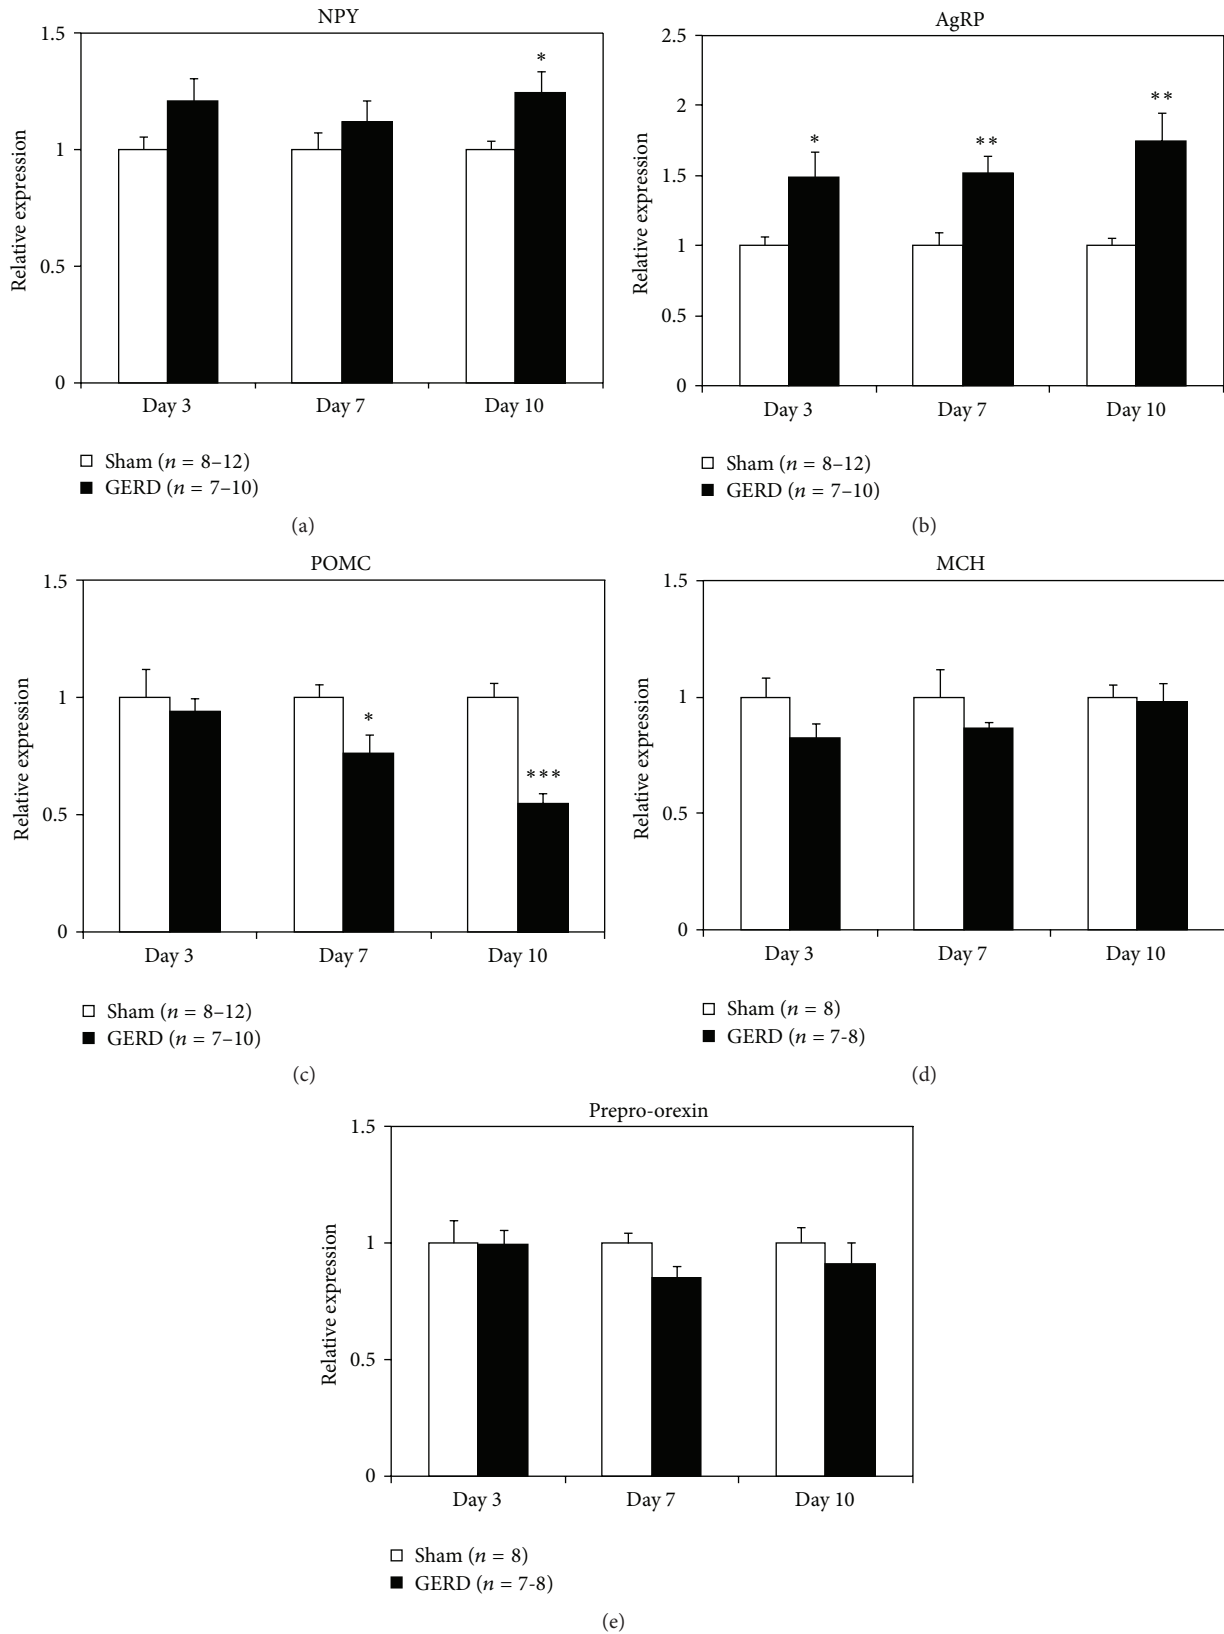 NPY
1.5
1
0.5
0
Relative expression
*
Day 3
Day 7
Day 10
Sham (n = 8–12)
GERD (n = 7–10)
(a)
AgRP
2.5
2
1.5
1
0.5
0
Relative expression
*
**
**
Day 3
Day 7
Day 10
Sham (n = 8–12)
GERD (n = 7–10)
(b)
POMC
1.5
1
0.5
0
Relative expression
*
***
Day 3
Day 7
Day 10
Sham (n = 8–12)
GERD (n = 7–10)
(c)
MCH
1.5
1
0.5
0
Relative expression
Day 3
Day 7
Day 10
Sham (n = 8)
GERD (n = 7-8)
(d)
Prepro-orexin
1.5
1
0.5
0
Relative expression
Day 3
Day 7
Day 10
Sham (n = 8)
GERD (n = 7-8)
(e)